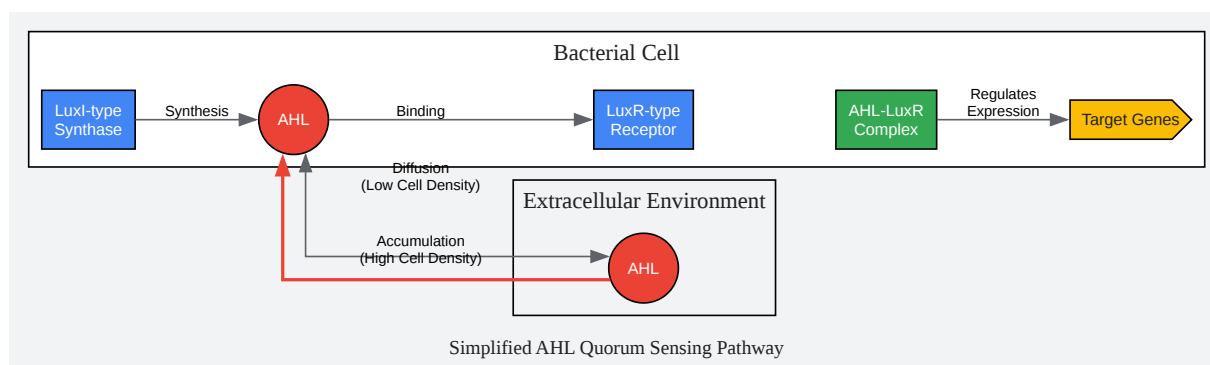 Bacterial Cell
LuxI-type
Synthase
Synthesis
AHL
Binding
LuxR-type
Receptor
AHL-LuxR
Complex
Regulates
Expression
Target Genes
Diffusion
(Low Cell Density)
Extracellular Environment
Accumulation
(High Cell Density)
AHL
Simplified AHL Quorum Sensing Pathway